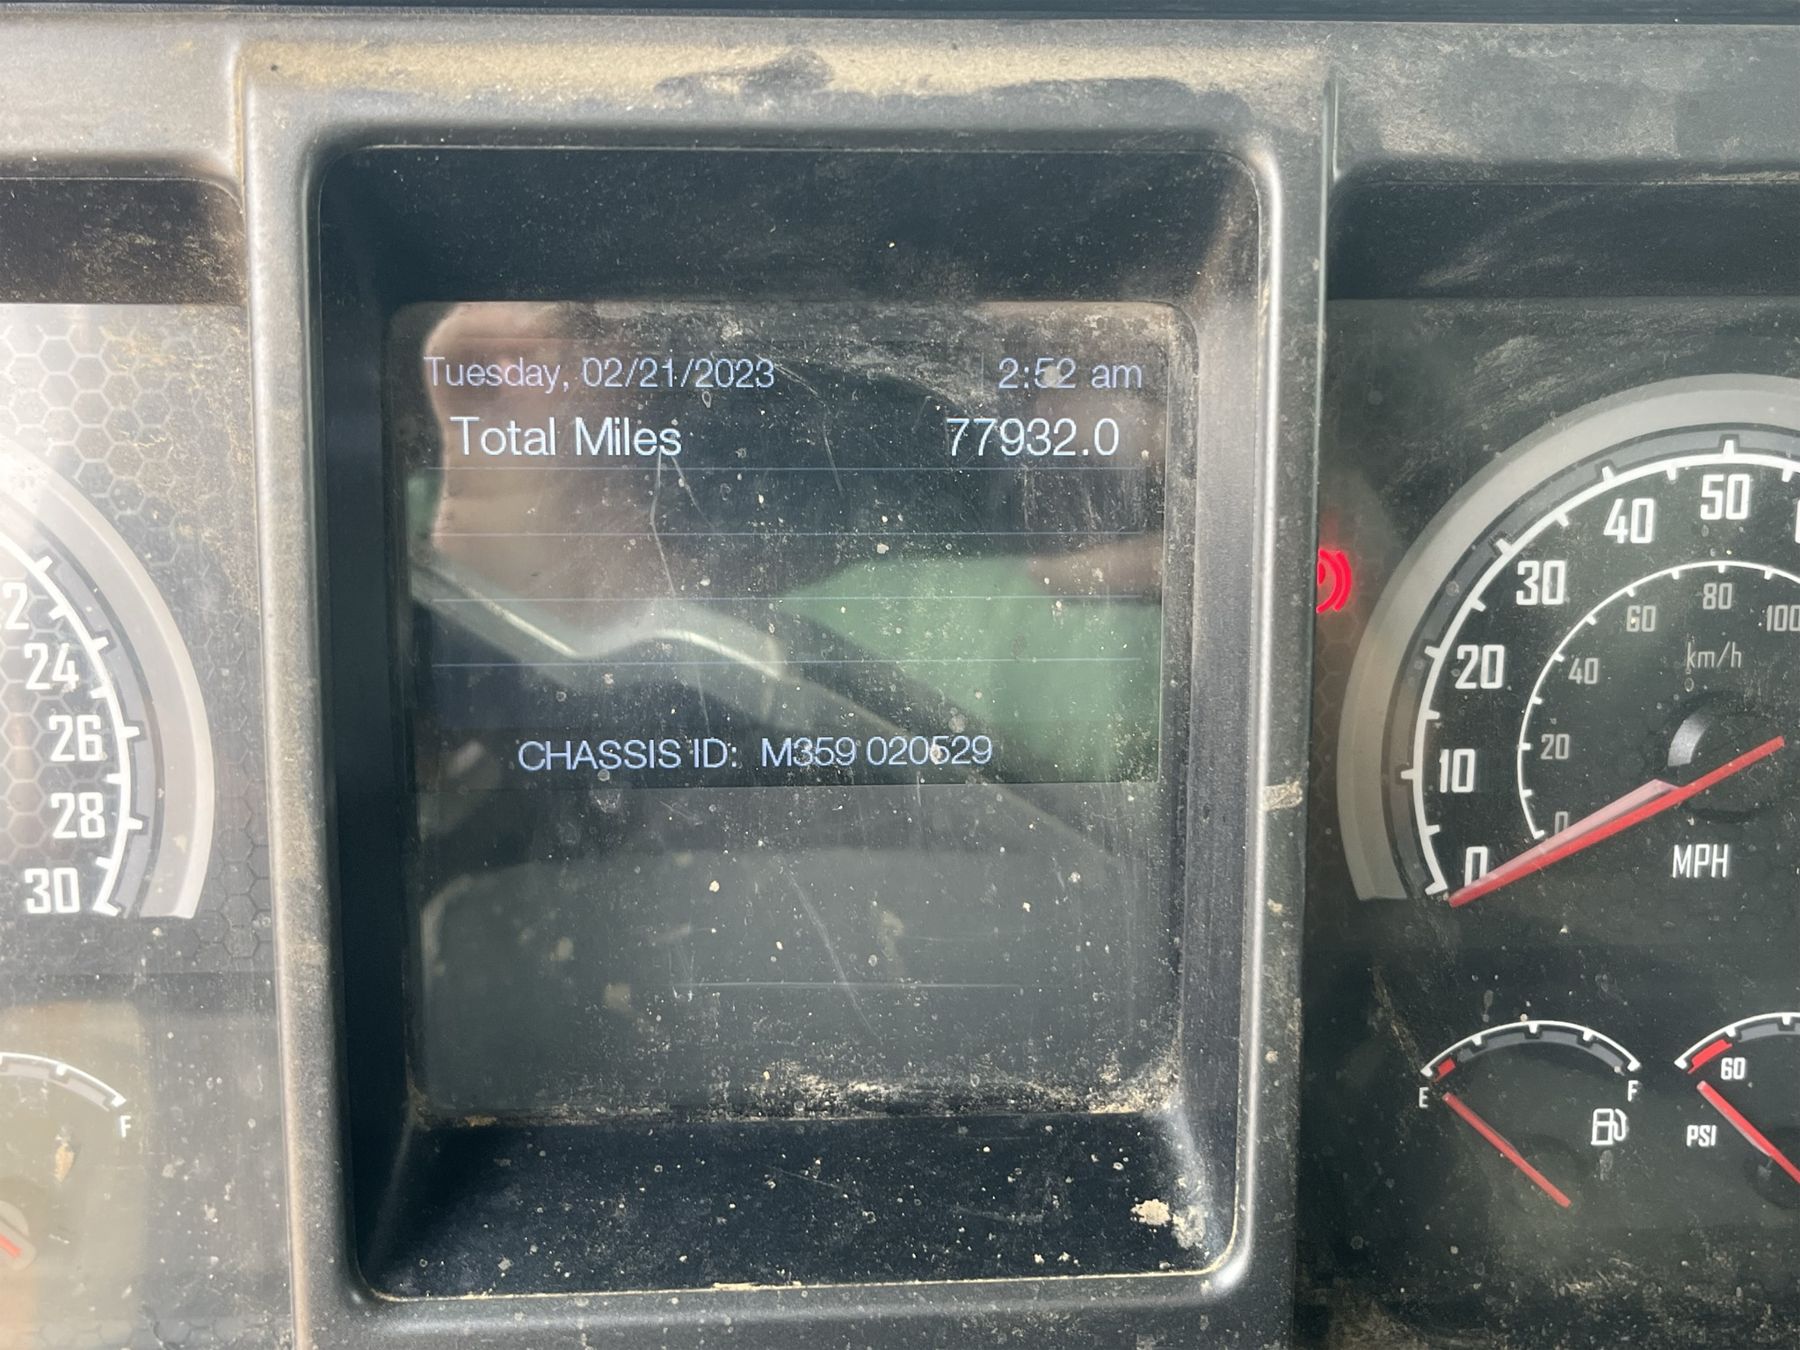 Tuesday, 02/21/2023 2:52 am
Total Miles 77932.0
CHASSIS ID: M359 020529
24
26
28
30
F
50
40
30
20
10
0
80
60
100
40
20
0
km/h
MPH
E F
60
PSI